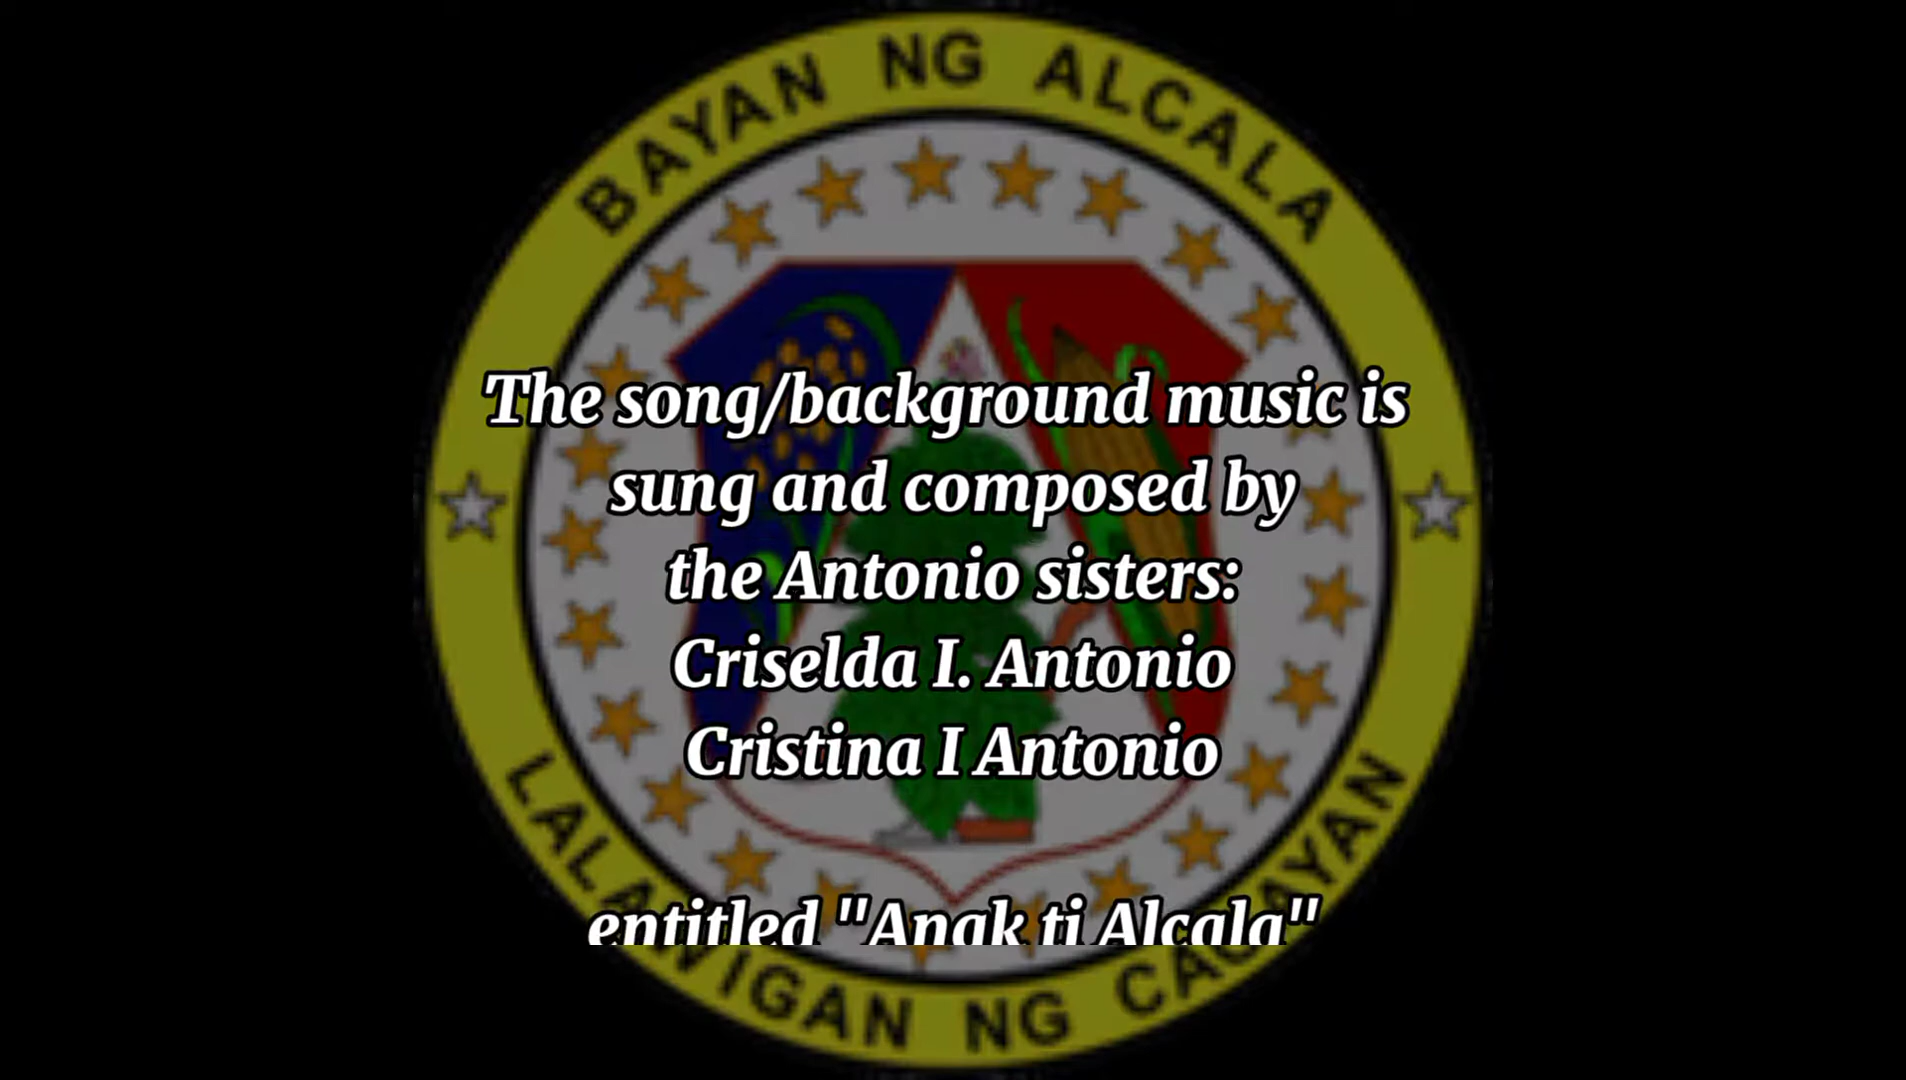 BAYAN NG ALCALA
The song/background music is
sung and composed by
the Antonio sisters:
Criselda I. Antonio
Cristina I Antonio
entitled "Anak ti Alcala"
LALAWIGAN NG CAGAYAN